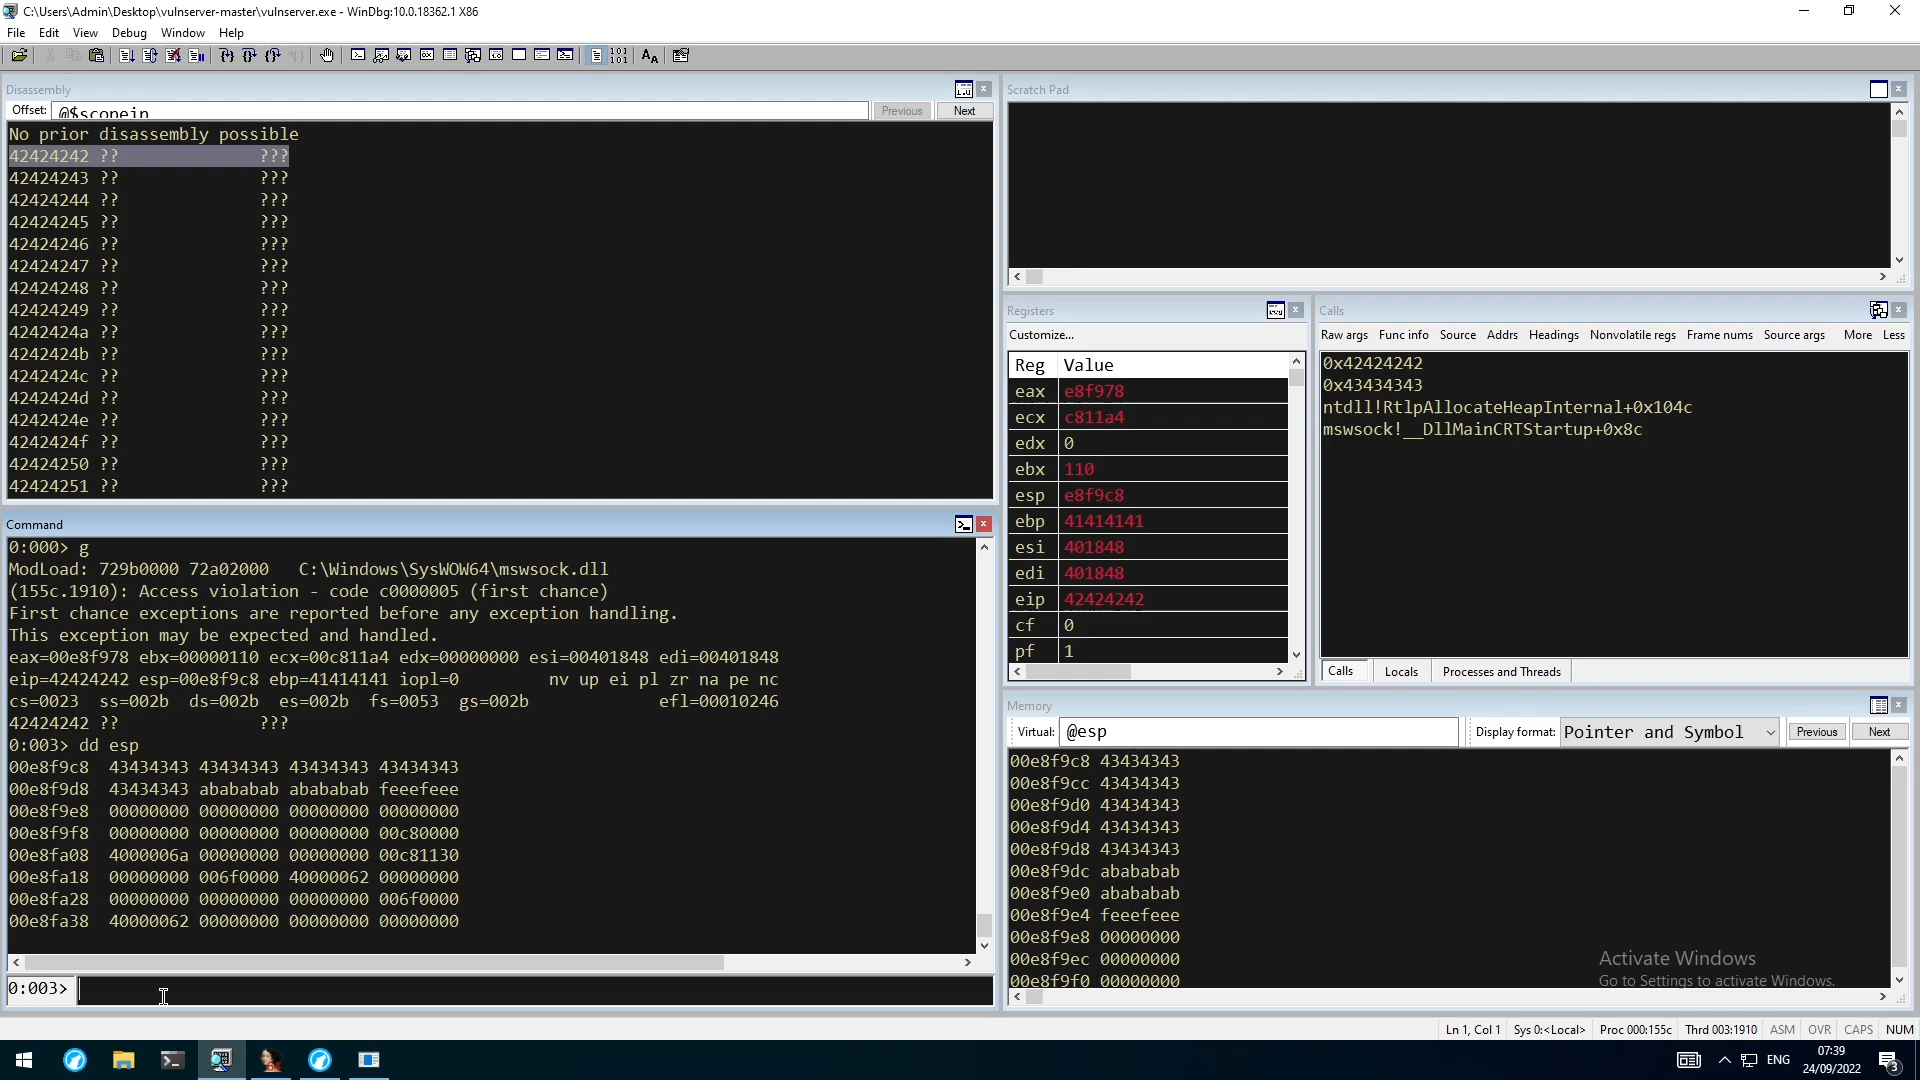 C:\Users\Admin\Desktop\vulnserver-master\vulnserver.exe - WinDbg:10.0.18362.1 X86
File Edit View Debug Window Help
Disassembly
Offset: @$scopeip Previous Next
No prior disassembly possible
42424242 ?? ???
42424243 ?? ???
42424244 ?? ???
42424245 ?? ???
42424246 ?? ???
42424247 ?? ???
42424248 ?? ???
42424249 ?? ???
4242424a ?? ???
4242424b ?? ???
4242424c ?? ???
4242424d ?? ???
4242424e ?? ???
4242424f ?? ???
42424250 ?? ???
42424251 ?? ???
Command
0:000> g
ModLoad: 729b0000 72a02000 C:\Windows\SysWOW64\mswsock.dll
(155c.1910): Access violation - code c0000005 (first chance)
First chance exceptions are reported before any exception handling.
This exception may be expected and handled.
eax=00e8f978 ebx=00000110 ecx=00c811a4 edx=00000000 esi=00401848 edi=00401848
eip=42424242 esp=00e8f9c8 ebp=41414141 iopl=0 nv up ei pl zr na pe nc
cs=0023 ss=002b ds=002b es=002b fs=0053 gs=002b efl=00010246
42424242 ?? ???
0:003> dd esp
00e8f9c8 43434343 43434343 43434343 43434343
00e8f9d8 43434343 abababab abababab feeefeee
00e8f9e8 00000000 00000000 00000000 00000000
00e8f9f8 00000000 00000000 00000000 00c80000
00e8fa08 4000006a 00000000 00000000 00c81130
00e8fa18 00000000 006f0000 40000062 00000000
00e8fa28 00000000 00000000 00000000 006f0000
00e8fa38 40000062 00000000 00000000 00000000
0:003>
Scratch Pad
Registers
Customize...
Reg Value
eax e8f978
ecx c811a4
edx 0
ebx 110
esp e8f9c8
ebp 41414141
esi 401848
edi 401848
eip 42424242
cf 0
pf 1
Calls
Raw args Func info Source Addrs Headings Nonvolatile regs Frame nums Source args More Less
0x42424242
0x43434343
ntdll!RtlpAllocateHeapInternal+0x104c
mswsock!__DllMainCRTStartup+0x8c
Calls Locals Processes and Threads
Memory
Virtual: @esp Display format: Pointer and Symbol Previous Next
00e8f9c8 43434343
00e8f9cc 43434343
00e8f9d0 43434343
00e8f9d4 43434343
00e8f9d8 43434343
00e8f9dc abababab
00e8f9e0 abababab
00e8f9e4 feeefeee
00e8f9e8 00000000
00e8f9ec 00000000
00e8f9f0 00000000
Activate Windows
Go to Settings to activate Windows.
Ln 1, Col 1 Sys 0:<Local> Proc 000:155c Thrd 003:1910 ASM OVR CAPS NUM
ENG
07:39
24/09/2022
3